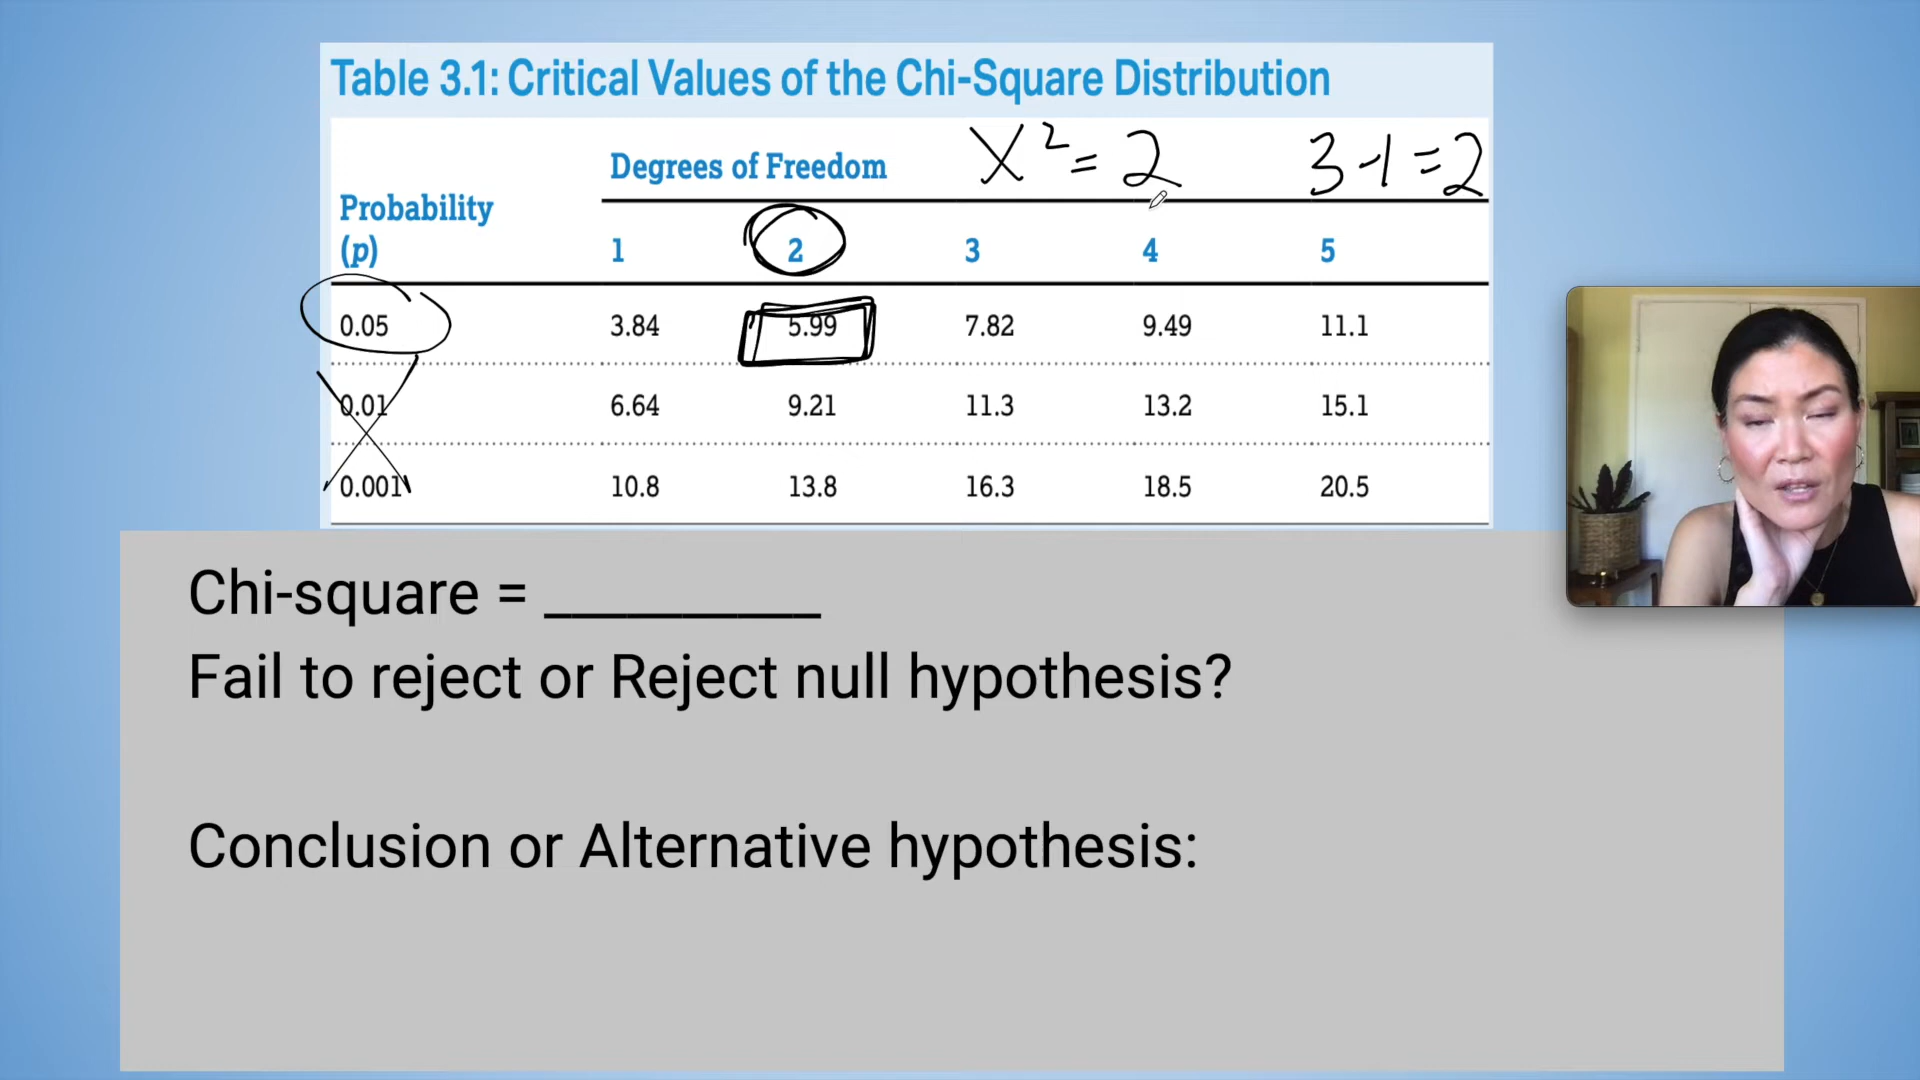 Table 3.1: Critical Values of the Chi-Square Distribution
Degrees of Freedom X² = 2 3-1=2
Probability
(p) 1 2 3 4 5
0.05 3.84 5.99 7.82 9.49 11.1
0.01 6.64 9.21 11.3 13.2 15.1
0.001 10.8 13.8 16.3 18.5 20.5
Chi-square = __________
Fail to reject or Reject null hypothesis?
Conclusion or Alternative hypothesis: